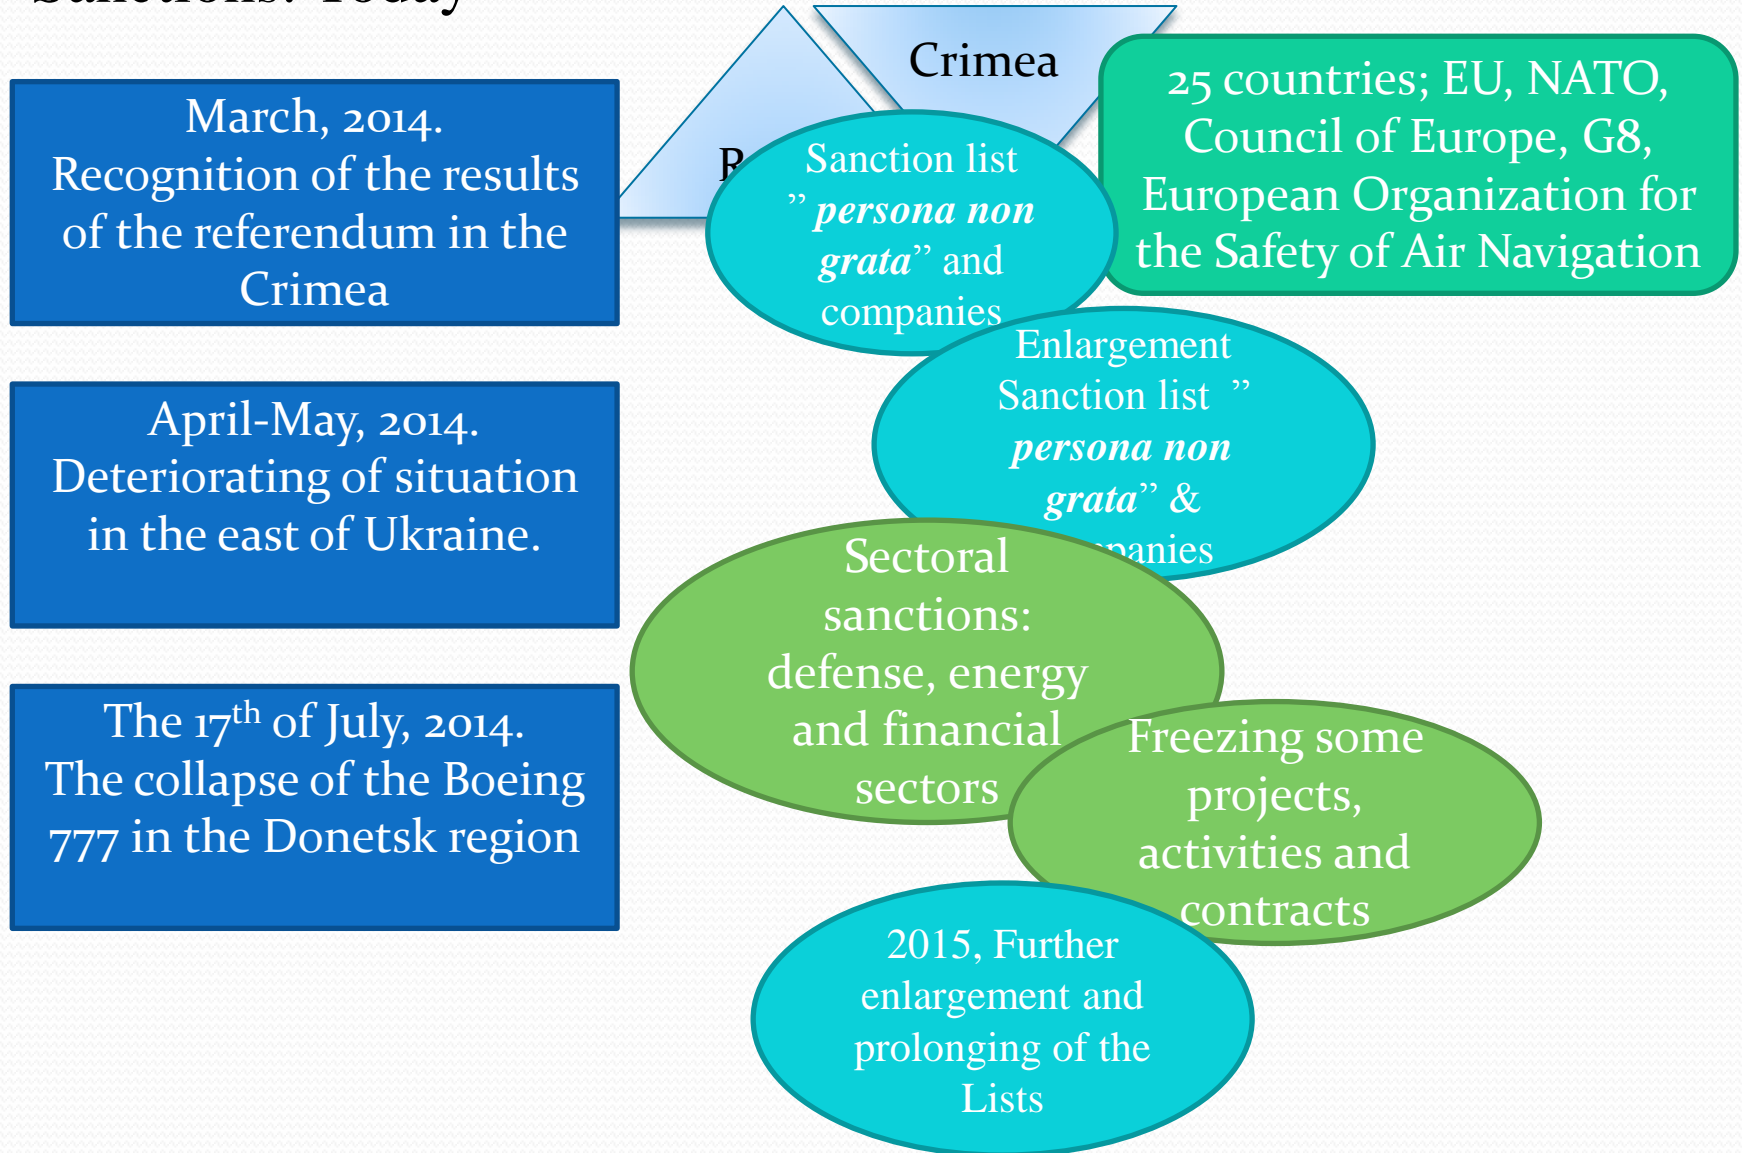 Sanctions: Today
Crimea
25 countries; EU, NATO,
Council of Europe, G8,
European Organization for
the Safety of Air Navigation
March, 2014.
Recognition of the results
of the referendum in the
Crimea
Sanction list
” persona non
grata” and
companies
Enlargement
Sanction list ”
persona non
grata” &
April-May, 2014.
Deteriorating of situation
in the east of Ukraine.
Sectoral
sanctions:
defense, energy
and financial
sectors
The 17th of July, 2014.
The collapse of the Boeing
777 in the Donetsk region
Freezing some
projects,
activities and
contracts
2015, Further
enlargement and
prolonging of the
Lists